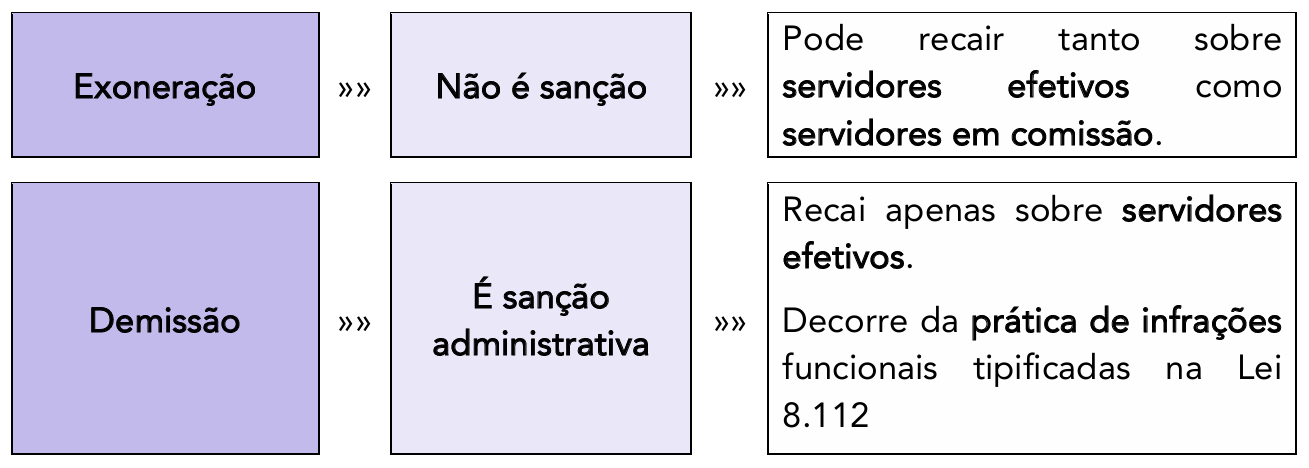 Exoneração
»»
Não é sanção
»»
Pode recair tanto sobre
servidores efetivos como
servidores em comissão.
Demissão
»»
É sanção
administrativa
»»
Recai apenas sobre servidores
efetivos.
Decorre da prática de infrações
funcionais tipificadas na Lei
8.112